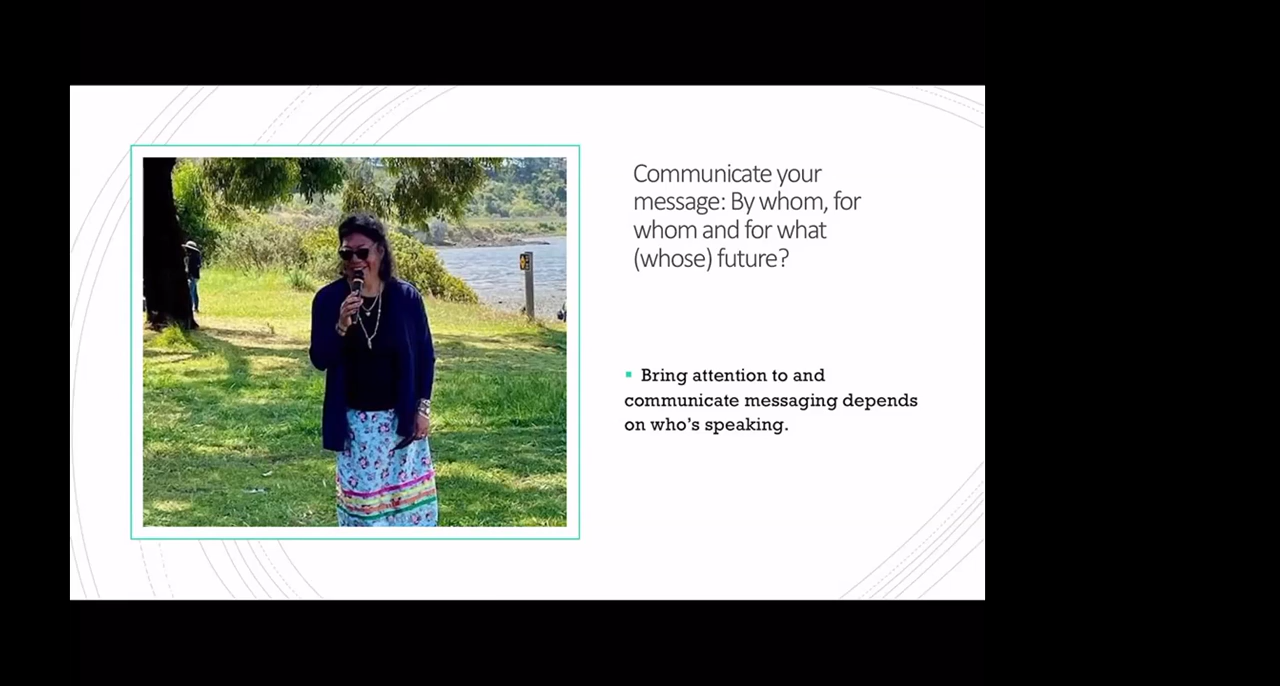 Communicate your
message: By whom, for
whom and for what
(whose) future?
Bring attention to and
communicate messaging depends
on who's speaking.